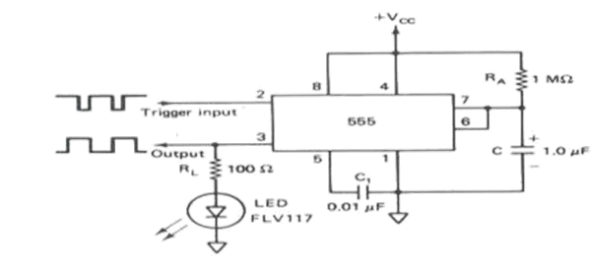 +VCC
8
4
RA 1 MΩ
2
7
Trigger input
6
555
3
Output
5
1
C + 1.0 µF
−
RL 100 Ω
C1
0.01 µF
LED
FLV117